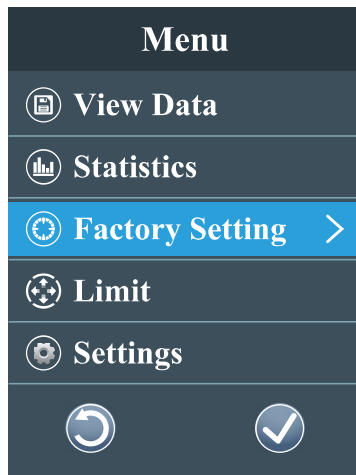 Menu
View Data
Statistics
Factory Setting
Limit
Settings